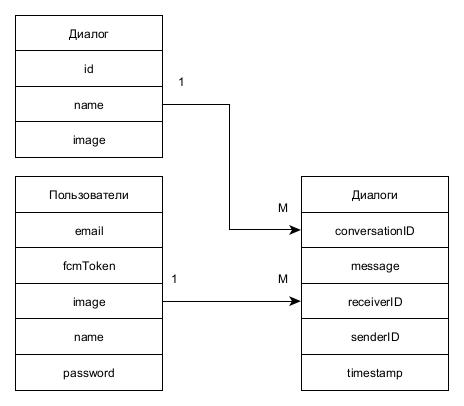 Диалог
id
name
image
1
M
Пользователи
email
fcmToken
image
name
password
1
M
Диалоги
conversationID
message
receiverID
senderID
timestamp